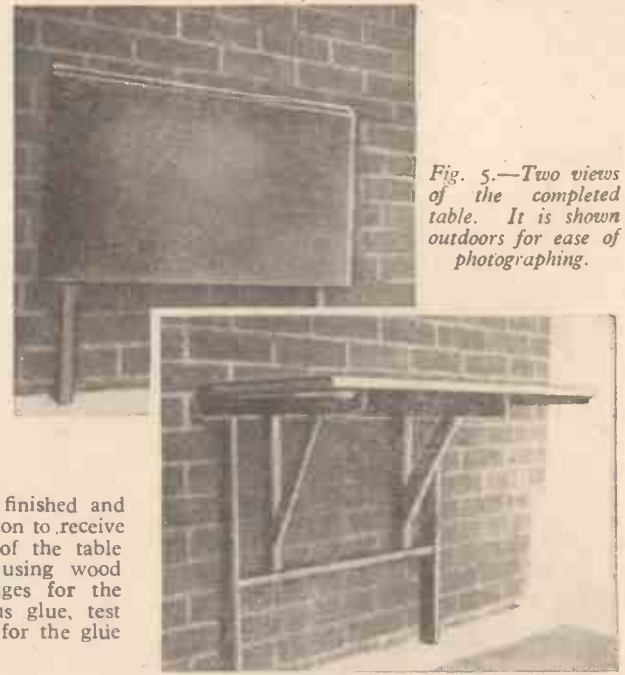 Fig. 5.—Two views
of the completed
table. It is shown
outdoors for ease of
photographing.
finished and
on to receive
of the table
using wood
ges for the
us glue, test
for the glue